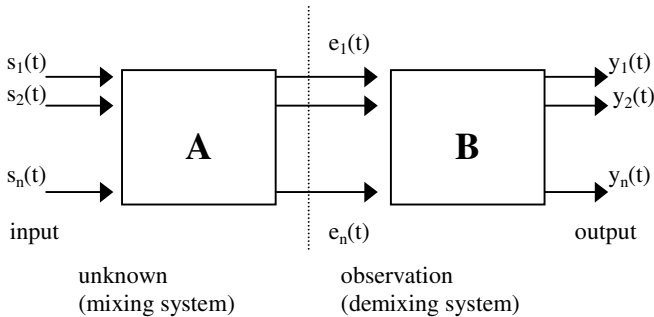 e₁(t)
s₁(t)
y₁(t)
s₂(t)
y₂(t)
A
B
sₙ(t)
yₙ(t)
input
eₙ(t)
output
unknown
(mixing system)
observation
(demixing system)